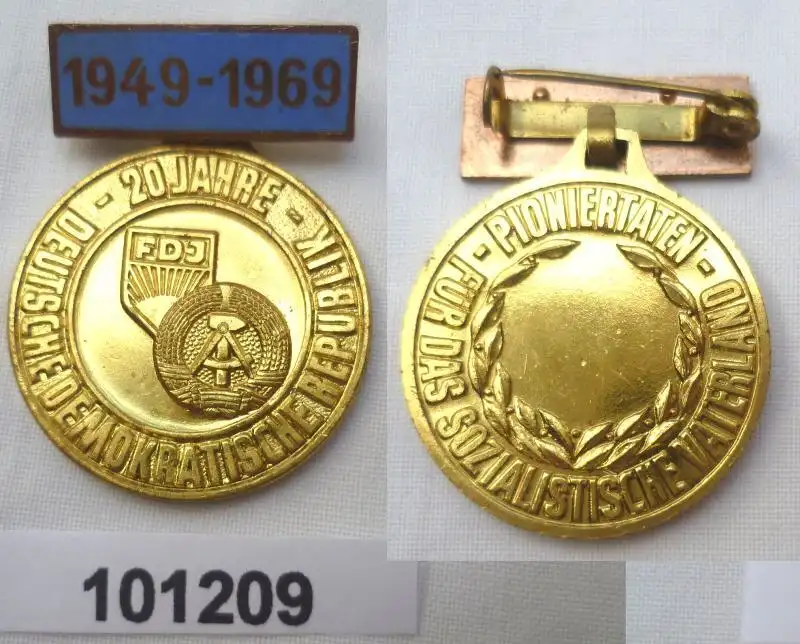 1949-1969
- 20 JAHRE -
DEUTSCHE DEMOKRATISCHE REPUBLIK
FDJ
- PIONIERTATEN -
FÜR DAS SOZIALISTISCHE VATERLAND
101209